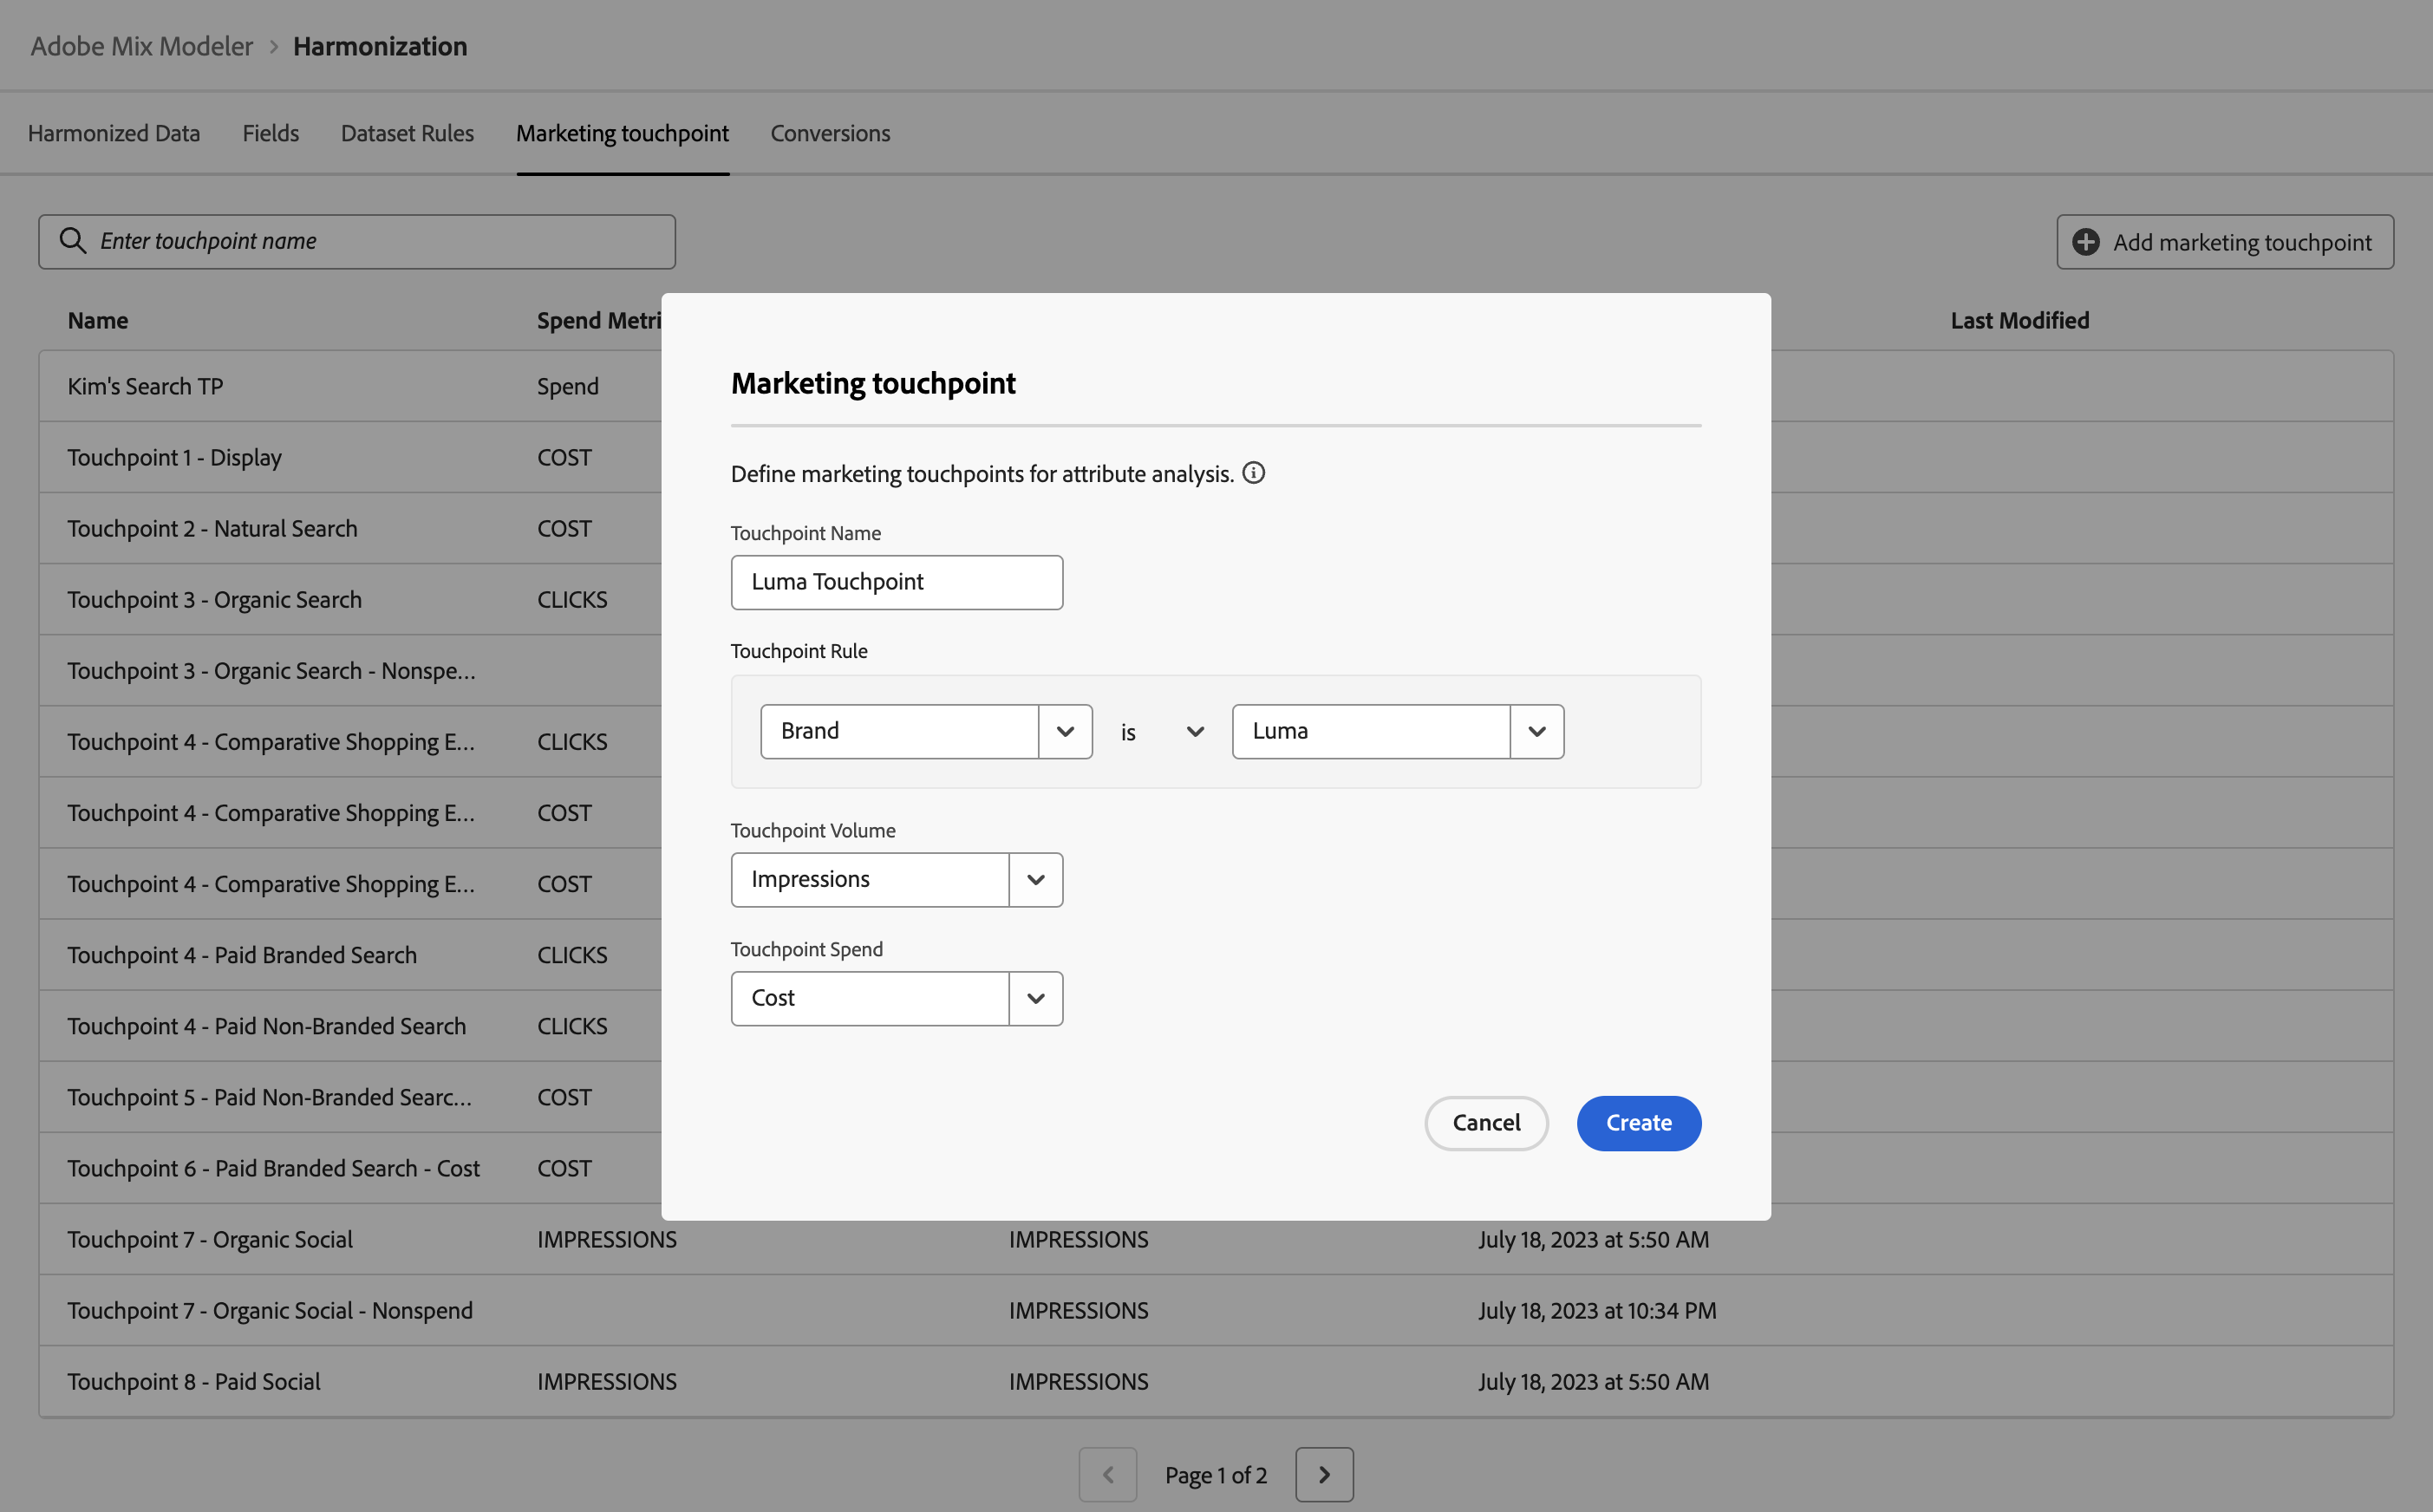 Adobe Mix Modeler > Harmonization
Harmonized Data Fields Dataset Rules Marketing touchpoint Conversions
Enter touchpoint name Add marketing touchpoint
Name Spend Metri Last Modified
Kim's Search TP Spend
Touchpoint 1 - Display COST
Touchpoint 2 - Natural Search COST
Touchpoint 3 - Organic Search CLICKS
Touchpoint 3 - Organic Search - Nonspe...
Touchpoint 4 - Comparative Shopping E... CLICKS
Touchpoint 4 - Comparative Shopping E... COST
Touchpoint 4 - Comparative Shopping E... COST
Touchpoint 4 - Paid Branded Search CLICKS
Touchpoint 4 - Paid Non-Branded Search CLICKS
Touchpoint 5 - Paid Non-Branded Searc... COST
Touchpoint 6 - Paid Branded Search - Cost COST
Touchpoint 7 - Organic Social IMPRESSIONS IMPRESSIONS July 18, 2023 at 5:50 AM
Touchpoint 7 - Organic Social - Nonspend IMPRESSIONS July 18, 2023 at 10:34 PM
Touchpoint 8 - Paid Social IMPRESSIONS IMPRESSIONS July 18, 2023 at 5:50 AM
Page 1 of 2
Marketing touchpoint
Define marketing touchpoints for attribute analysis.
Touchpoint Name
Luma Touchpoint
Touchpoint Rule
Brand is Luma
Touchpoint Volume
Impressions
Touchpoint Spend
Cost
Cancel Create